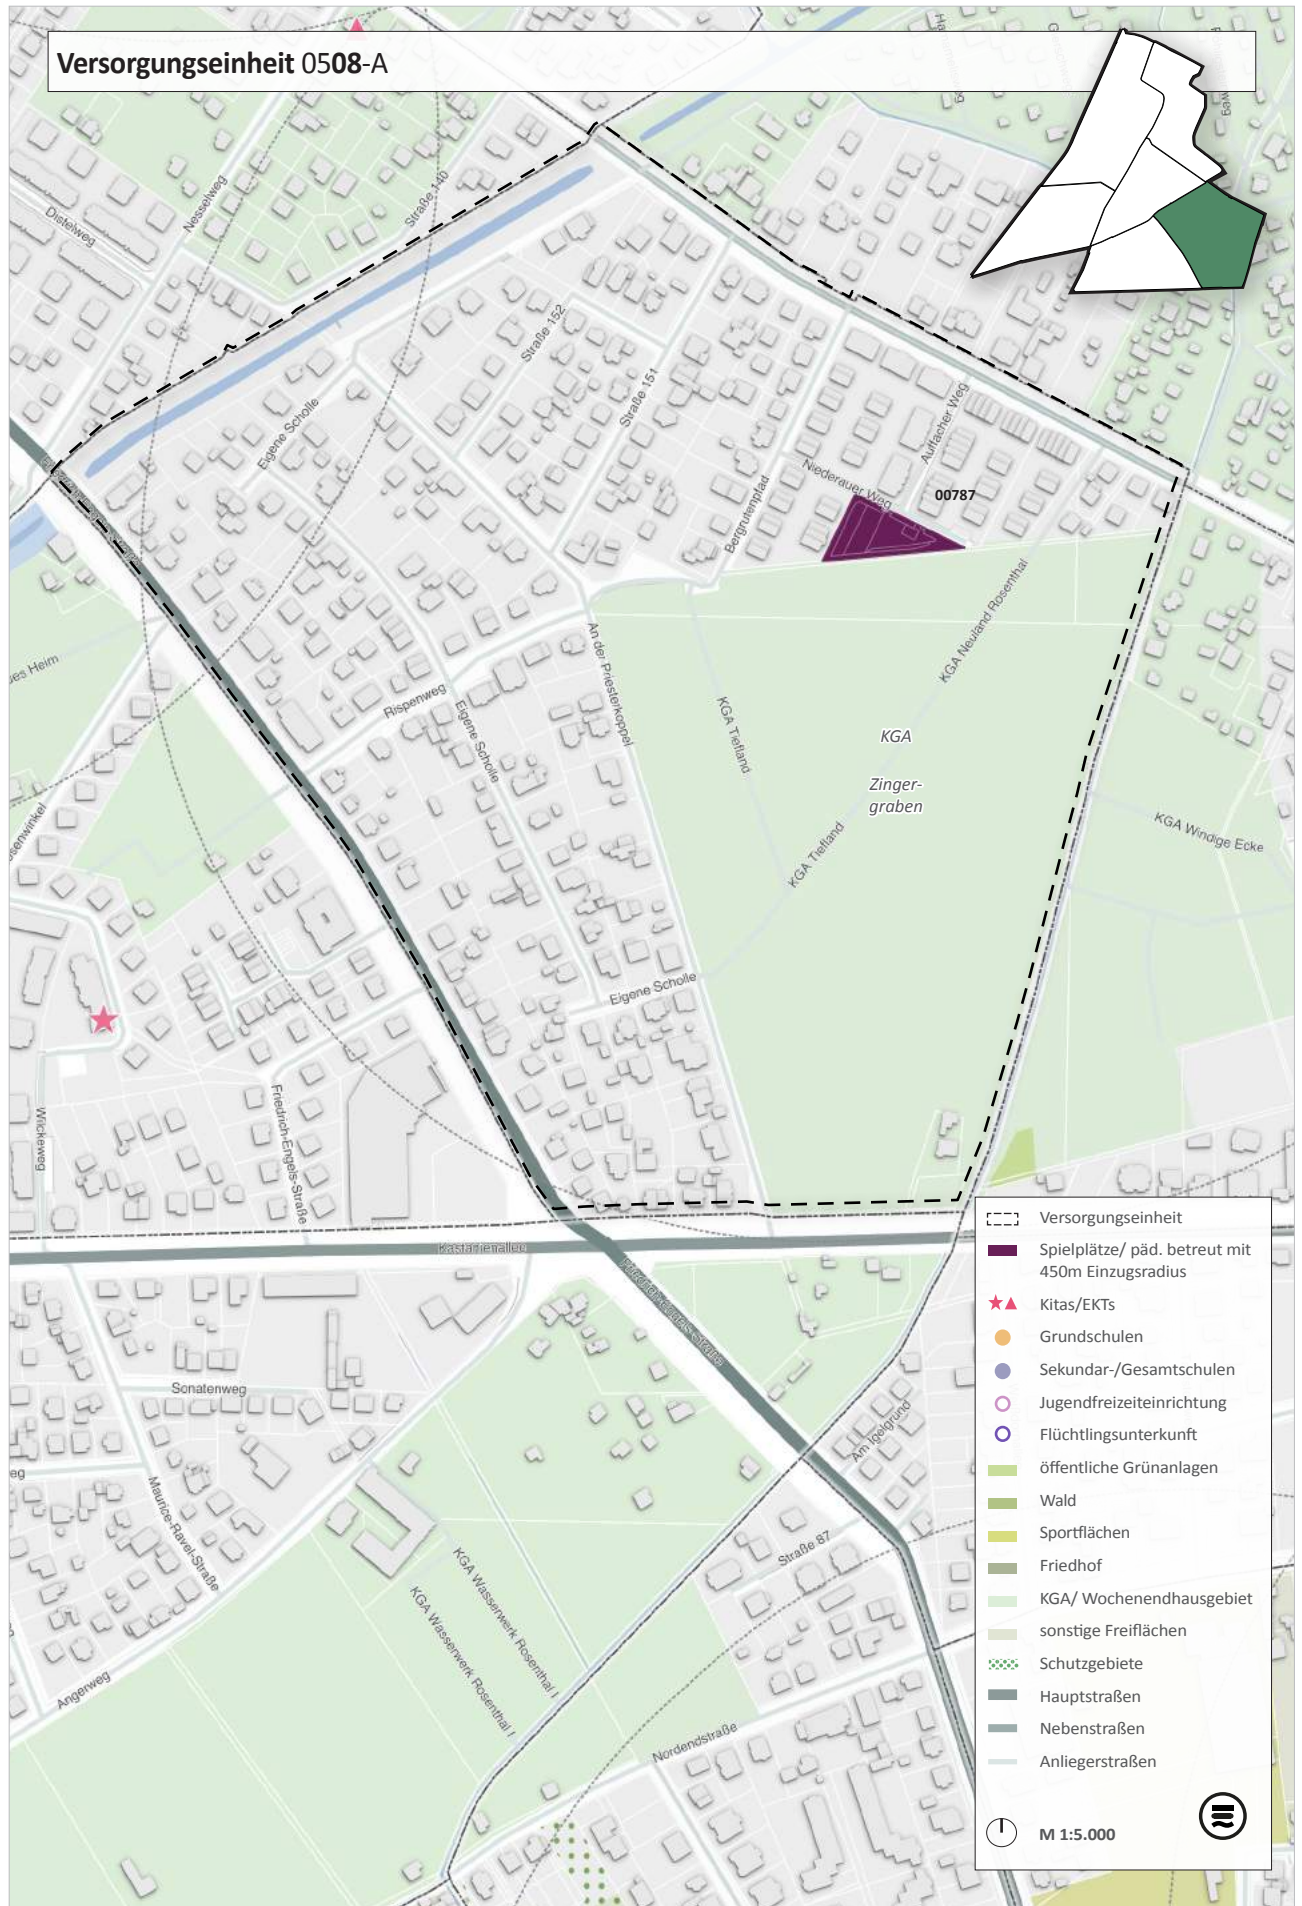 Versorgungseinheit 0508-A
Distelweg
Nesselweg
Straße 140
Straße 152
Straße 151
Eigene Scholle
Auffacher Weg
Niederauer Weg
00787
Bergrutenpfad
KGA Neuland Rosenthal
An der Priesterkoppel
Rispenweg
Eigene Scholle
KGA Tiefland
KGA
Zinger-
graben
KGA Tiefland
KGA Windige Ecke
Eigene Scholle
Wickeweg
Friedrich-Engels-Straße
Kastanienallee
Friedrich-Engels-Straße
Sonatenweg
Maurice-Ravel-Straße
Am Igelgrund
Straße 87
KGA Wasserwerk Rosenthal I
KGA Wasserwerk Rosenthal I
Angerweg
Nordendstraße
Versorgungseinheit
Spielplätze/ päd. betreut mit
450m Einzugsradius
Kitas/EKTs
Grundschulen
Sekundar-/Gesamtschulen
Jugendfreizeiteinrichtung
Flüchtlingsunterkunft
öffentliche Grünanlagen
Wald
Sportflächen
Friedhof
KGA/ Wochenendhausgebiet
sonstige Freiflächen
Schutzgebiete
Hauptstraßen
Nebenstraßen
Anliegerstraßen
M 1:5.000